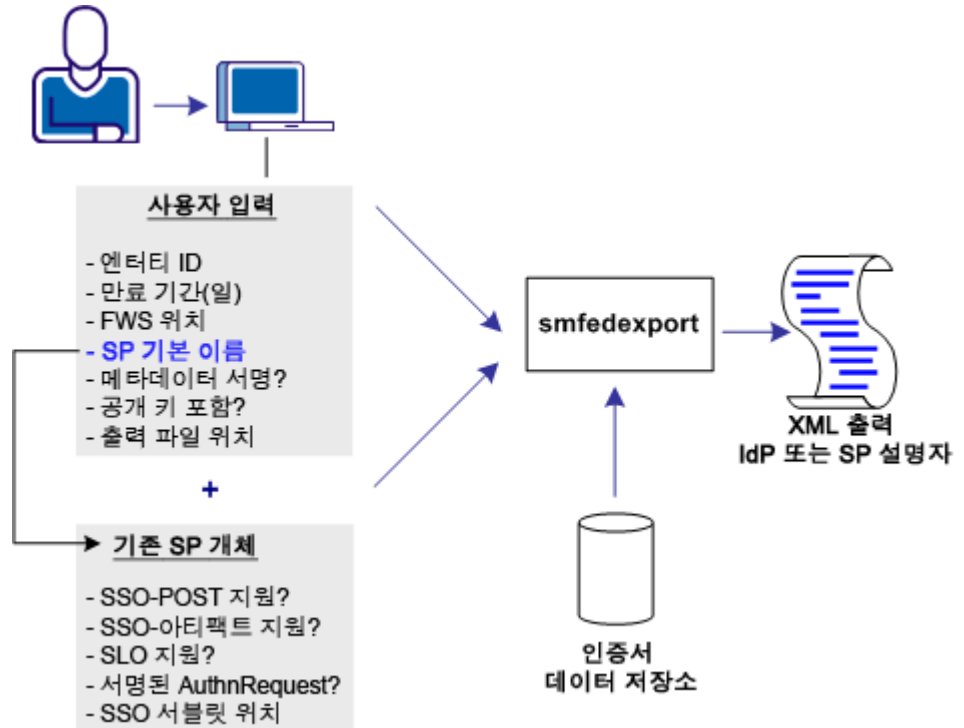 사용자 입력
- 엔터티 ID
- 만료 기간(일)
- FWS 위치
- SP 기본 이름
- 메타데이터 서명?
- 공개 키 포함?
- 출력 파일 위치
+
기존 SP 개체
- SSO-POST 지원?
- SSO-아티팩트 지원?
- SLO 지원?
- 서명된 AuthnRequest?
- SSO 서블릿 위치
smfedexport
인증서
데이터 저장소
XML 출력
IdP 또는 SP 설명자